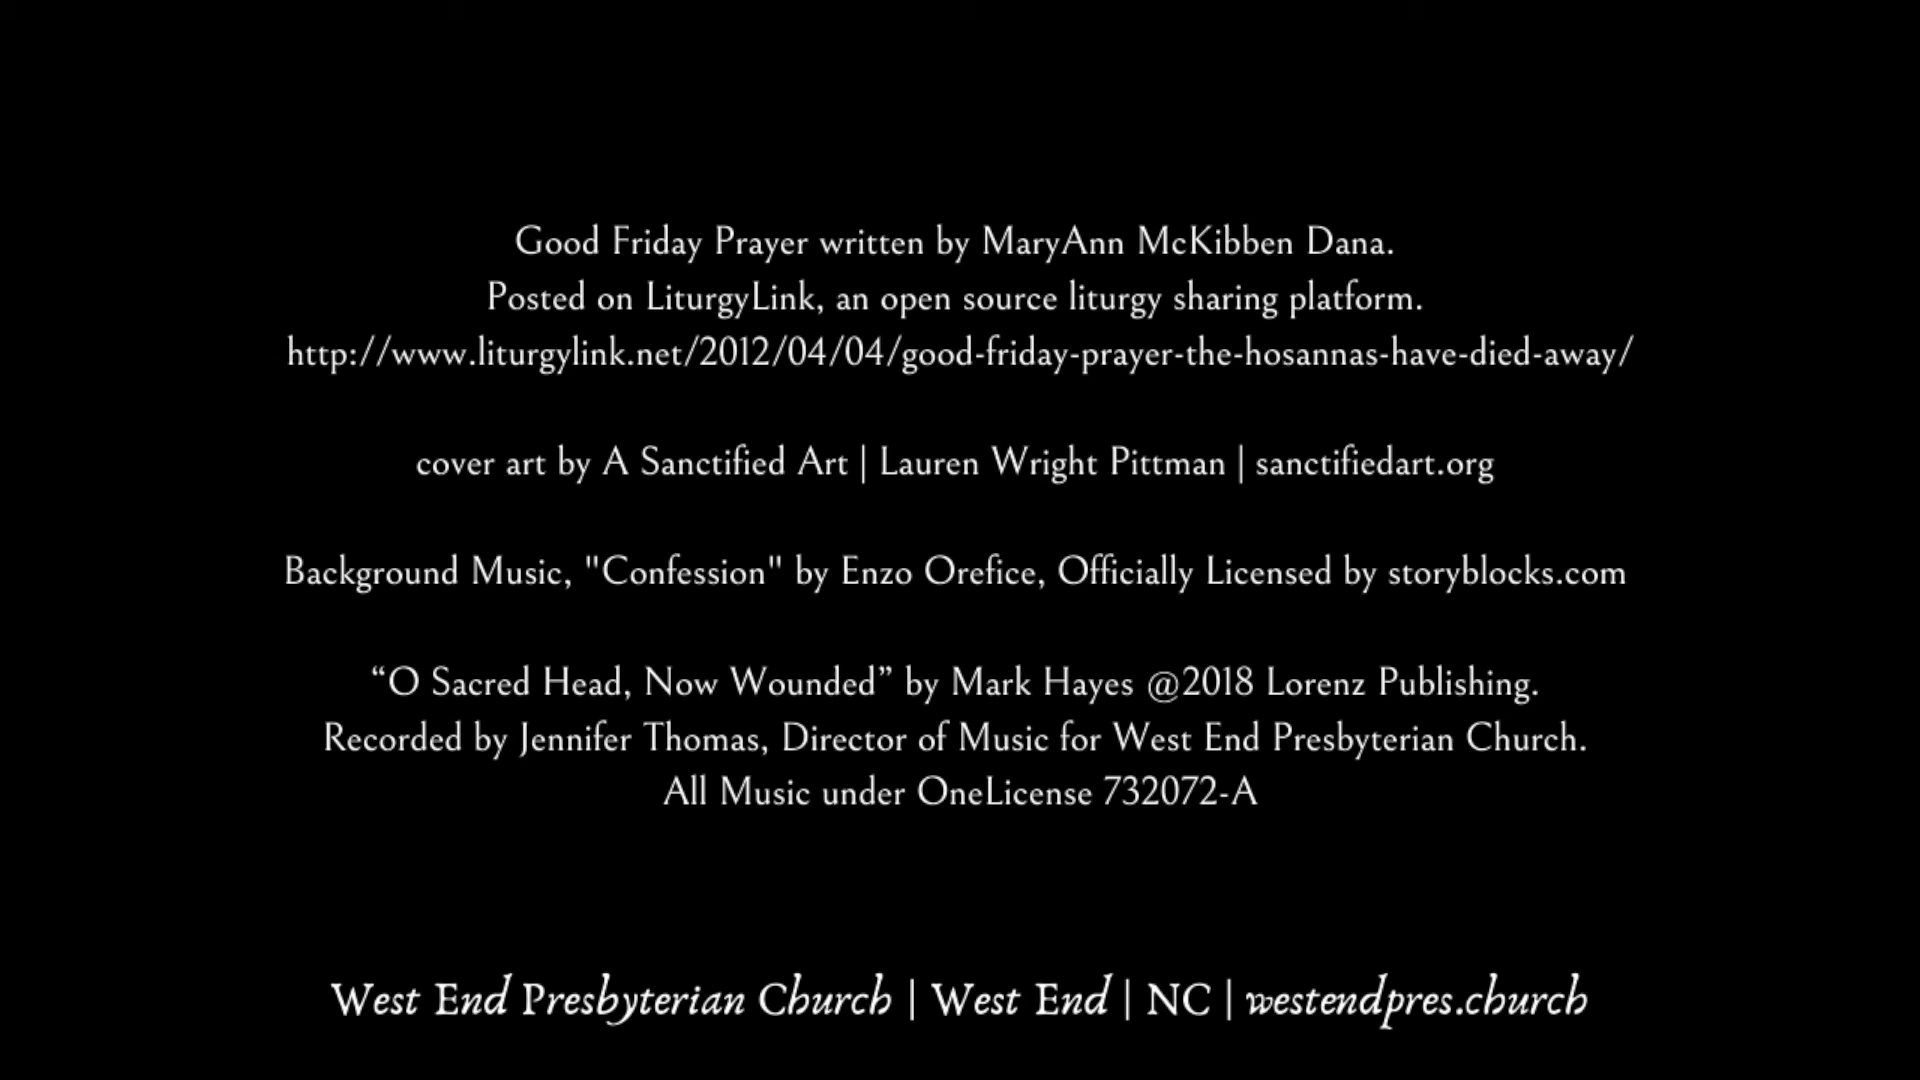 Good Friday Prayer written by MaryAnn McKibben Dana.
Posted on LiturgyLink, an open source liturgy sharing platform.
http://www.liturgylink.net/2012/04/04/good-friday-prayer-the-hosannas-have-died-away/
cover art by A Sanctified Art | Lauren Wright Pittman | sanctifiedart.org
Background Music, "Confession" by Enzo Orefice, Officially Licensed by storyblocks.com
“O Sacred Head, Now Wounded” by Mark Hayes @2018 Lorenz Publishing.
Recorded by Jennifer Thomas, Director of Music for West End Presbyterian Church.
All Music under OneLicense 732072-A
West End Presbyterian Church | West End | NC | westendpres.church